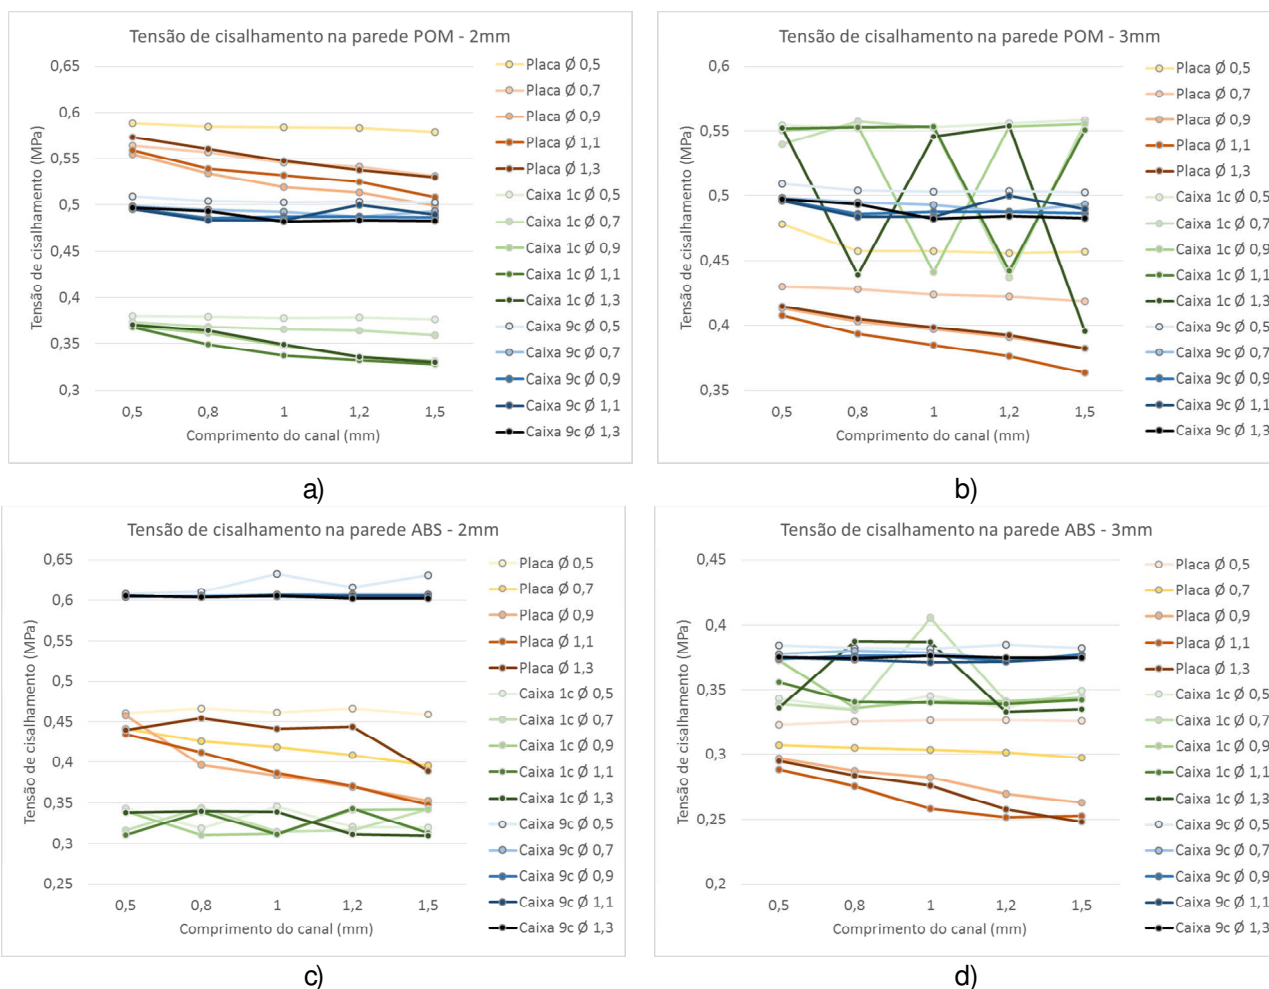 Tensão de cisalhamento na parede POM - 2mm
Tensão de cisalhamento (MPa)
0,65
0,6
0,55
0,5
0,45
0,4
0,35
0,3
0,5 0,8 1 1,2 1,5
Comprimento do canal (mm)
Placa Ø 0,5
Placa Ø 0,7
Placa Ø 0,9
Placa Ø 1,1
Placa Ø 1,3
Caixa 1c Ø 0,5
Caixa 1c Ø 0,7
Caixa 1c Ø 0,9
Caixa 1c Ø 1,1
Caixa 1c Ø 1,3
Caixa 9c Ø 0,5
Caixa 9c Ø 0,7
Caixa 9c Ø 0,9
Caixa 9c Ø 1,1
Caixa 9c Ø 1,3
a)
Tensão de cisalhamento na parede POM - 3mm
Tensão de cisalhamento (MPa)
0,6
0,55
0,5
0,45
0,4
0,35
0,5 0,8 1 1,2 1,5
Comprimento do canal (mm)
Placa Ø 0,5
Placa Ø 0,7
Placa Ø 0,9
Placa Ø 1,1
Placa Ø 1,3
Caixa 1c Ø 0,5
Caixa 1c Ø 0,7
Caixa 1c Ø 0,9
Caixa 1c Ø 1,1
Caixa 1c Ø 1,3
Caixa 9c Ø 0,5
Caixa 9c Ø 0,7
Caixa 9c Ø 0,9
Caixa 9c Ø 1,1
Caixa 9c Ø 1,3
b)
Tensão de cisalhamento na parede ABS - 2mm
Tensão de cisalhamento (MPa)
0,65
0,6
0,55
0,5
0,45
0,4
0,35
0,3
0,25
0,5 0,8 1 1,2 1,5
Comprimento do canal (mm)
Placa Ø 0,5
Placa Ø 0,7
Placa Ø 0,9
Placa Ø 1,1
Placa Ø 1,3
Caixa 1c Ø 0,5
Caixa 1c Ø 0,7
Caixa 1c Ø 0,9
Caixa 1c Ø 1,1
Caixa 1c Ø 1,3
Caixa 9c Ø 0,5
Caixa 9c Ø 0,7
Caixa 9c Ø 0,9
Caixa 9c Ø 1,1
Caixa 9c Ø 1,3
c)
Tensão de cisalhamento na parede ABS - 3mm
Tensão de cisalhamento (MPa)
0,45
0,4
0,35
0,3
0,25
0,2
0,5 0,8 1 1,2 1,5
Comprimento do canal (mm)
Placa Ø 0,5
Placa Ø 0,7
Placa Ø 0,9
Placa Ø 1,1
Placa Ø 1,3
Caixa 1c Ø 0,5
Caixa 1c Ø 0,7
Caixa 1c Ø 0,9
Caixa 1c Ø 1,1
Caixa 1c Ø 1,3
Caixa 9c Ø 0,5
Caixa 9c Ø 0,7
Caixa 9c Ø 0,9
Caixa 9c Ø 1,1
Caixa 9c Ø 1,3
d)